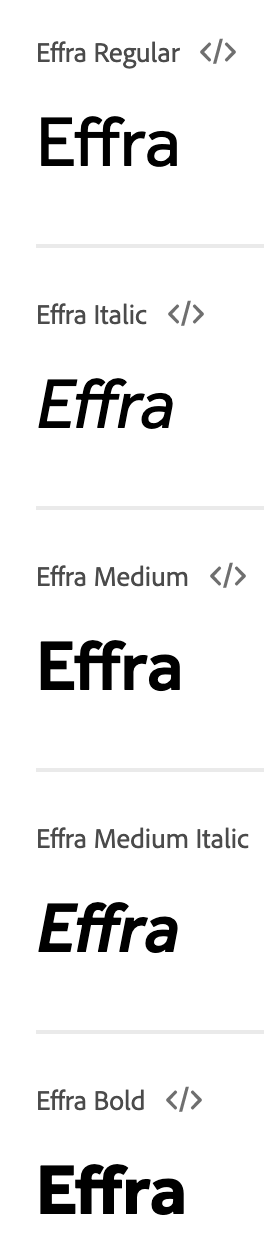 Effra Regular </>
Effra
Effra Italic </>
Effra
Effra Medium </>
Effra
Effra Medium Italic
Effra
Effra Bold </>
Effra